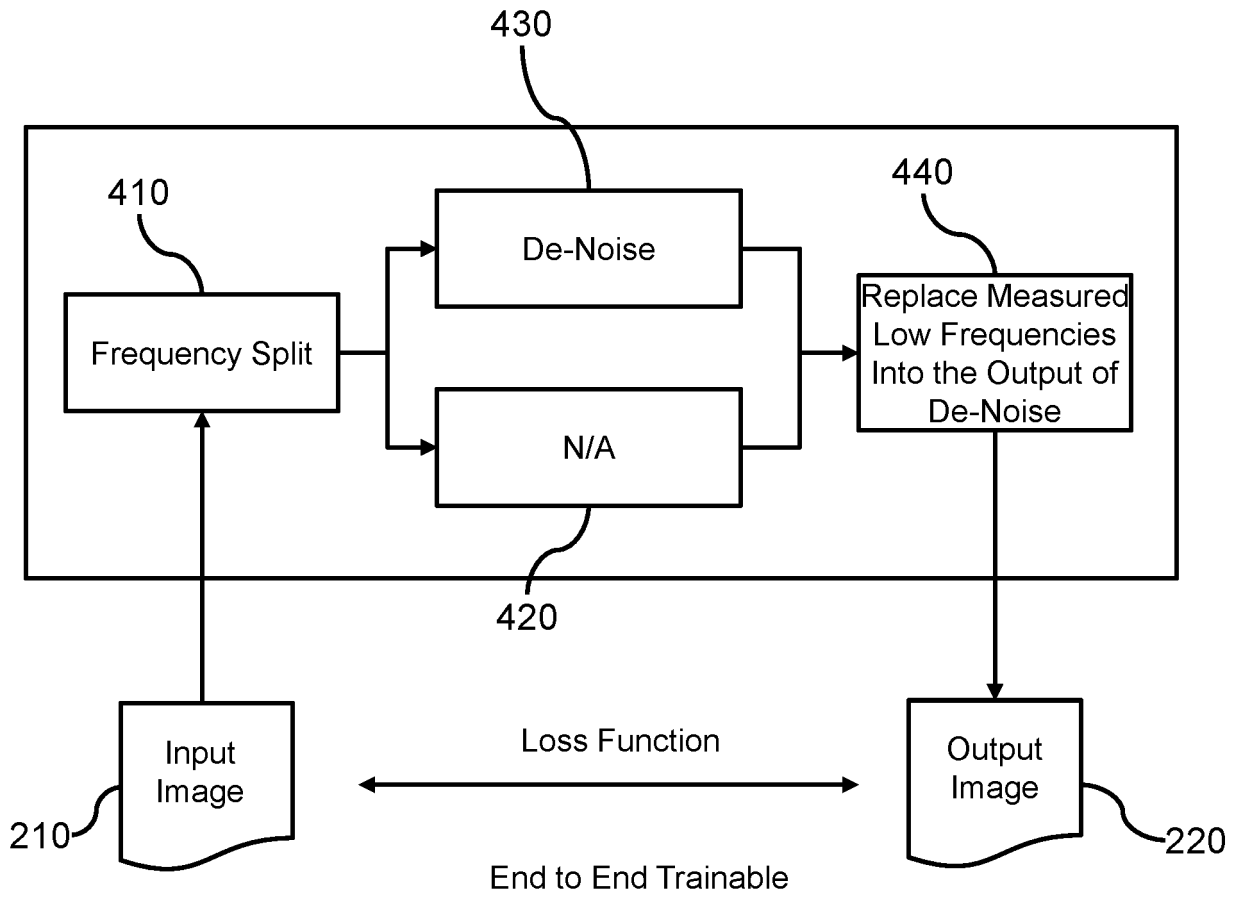 430
410
440
De-Noise
Frequency Split
Replace Measured
Low Frequencies
Into the Output of
De-Noise
N/A
420
Input
Image
Loss Function
Output
Image
210
220
End to End Trainable